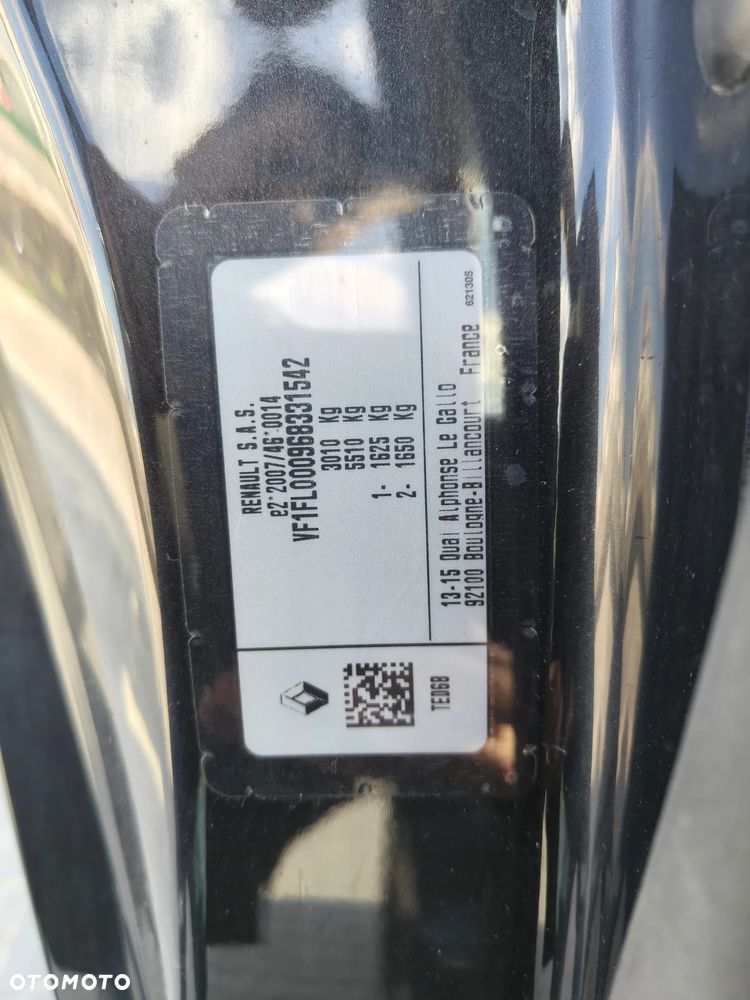 RENAULT S.A.S.
e2*2007/46*0014
VF1FL000968331542
3010 Kg
5510 Kg
1- 1625 Kg
2- 1650 Kg
13-15 Quai Alphonse Le Gallo
92100 Boulogne-Billancourt France
621305
TED68
OTOMOTO